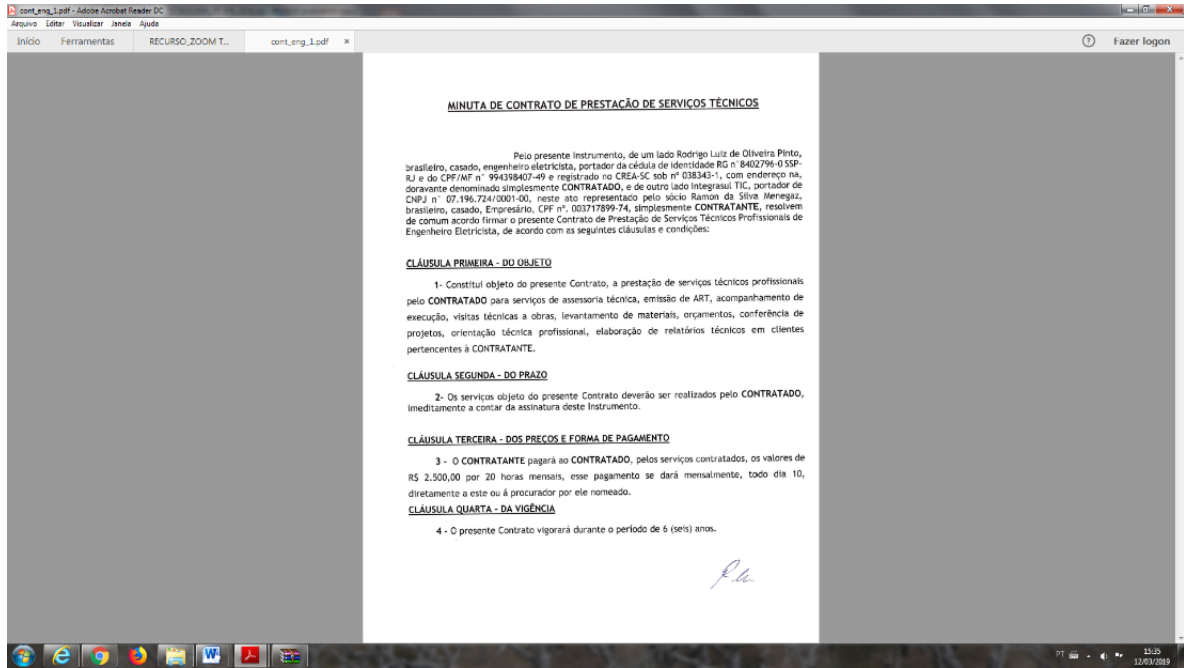 cont_eng_1.pdf - Adobe Acrobat Reader DC
Arquivo Editar Visualizar Janela Ajuda
Início Ferramentas RECURSO_ZOOM T... cont_eng_1.pdf × ? Fazer logon
MINUTA DE CONTRATO DE PRESTAÇÃO DE SERVIÇOS TÉCNICOS
Pelo presente Instrumento, de um lado Rodrigo Luiz de Oliveira Pinto,
brasileiro, casado, engenheiro eletricista, portador da cédula de identidade RG n°8402796-0 SSP-
RJ e do CPF/MF n° 994398407-49 e registrado no CREA-SC sob nº 038343-1, com endereço na,
doravante denominado simplesmente CONTRATADO, e de outro lado Integrasul TIC, portador de
CNPJ n° 07.196.724/0001-00, neste ato representado pelo sócio Ramon da Silva Menegaz,
brasileiro, casado, Empresário, CPF nº. 003717899-74, simplesmente CONTRATANTE, resolvem
de comum acordo firmar o presente Contrato de Prestação de Serviços Técnicos Profissionais de
Engenheiro Eletricista, de acordo com as seguintes cláusulas e condições:
CLÁUSULA PRIMEIRA - DO OBJETO
1- Constitui objeto do presente Contrato, a prestação de serviços técnicos profissionais
pelo CONTRATADO para serviços de assessoria técnica, emissão de ART, acompanhamento de
execução, visitas técnicas a obras, levantamento de materiais, orçamentos, conferência de
projetos, orientação técnica profissional, elaboração de relatórios técnicos em clientes
pertencentes à CONTRATANTE.
CLÁUSULA SEGUNDA - DO PRAZO
2- Os serviços objeto do presente Contrato deverão ser realizados pelo CONTRATADO,
imeditamente a contar da assinatura deste Instrumento.
CLÁUSULA TERCEIRA - DOS PREÇOS E FORMA DE PAGAMENTO
3 - O CONTRATANTE pagará ao CONTRATADO, pelos serviços contratados, os valores de
R$ 2.500,00 por 20 horas mensais, esse pagamento se dará mensalmente, todo dia 10,
diretamente a este ou á procurador por ele nomeado.
CLÁUSULA QUARTA - DA VIGÊNCIA
4 - O presente Contrato vigorará durante o período de 6 (seis) anos.
PT 15:35
12/03/2019